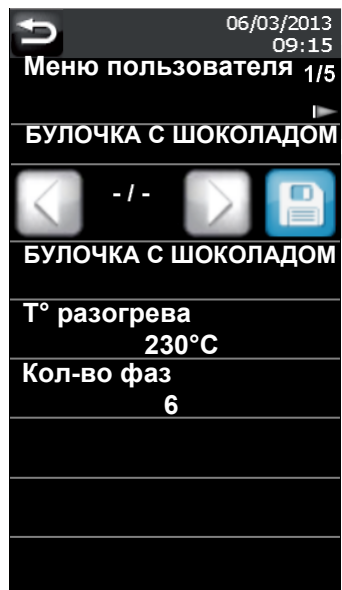 06/03/2013
09:15
Меню пользователя 1/5
БУЛОЧКА С ШОКОЛАДОМ
- / -
БУЛОЧКА С ШОКОЛАДОМ
T° разогрева
230°C
Кол-во фаз
6